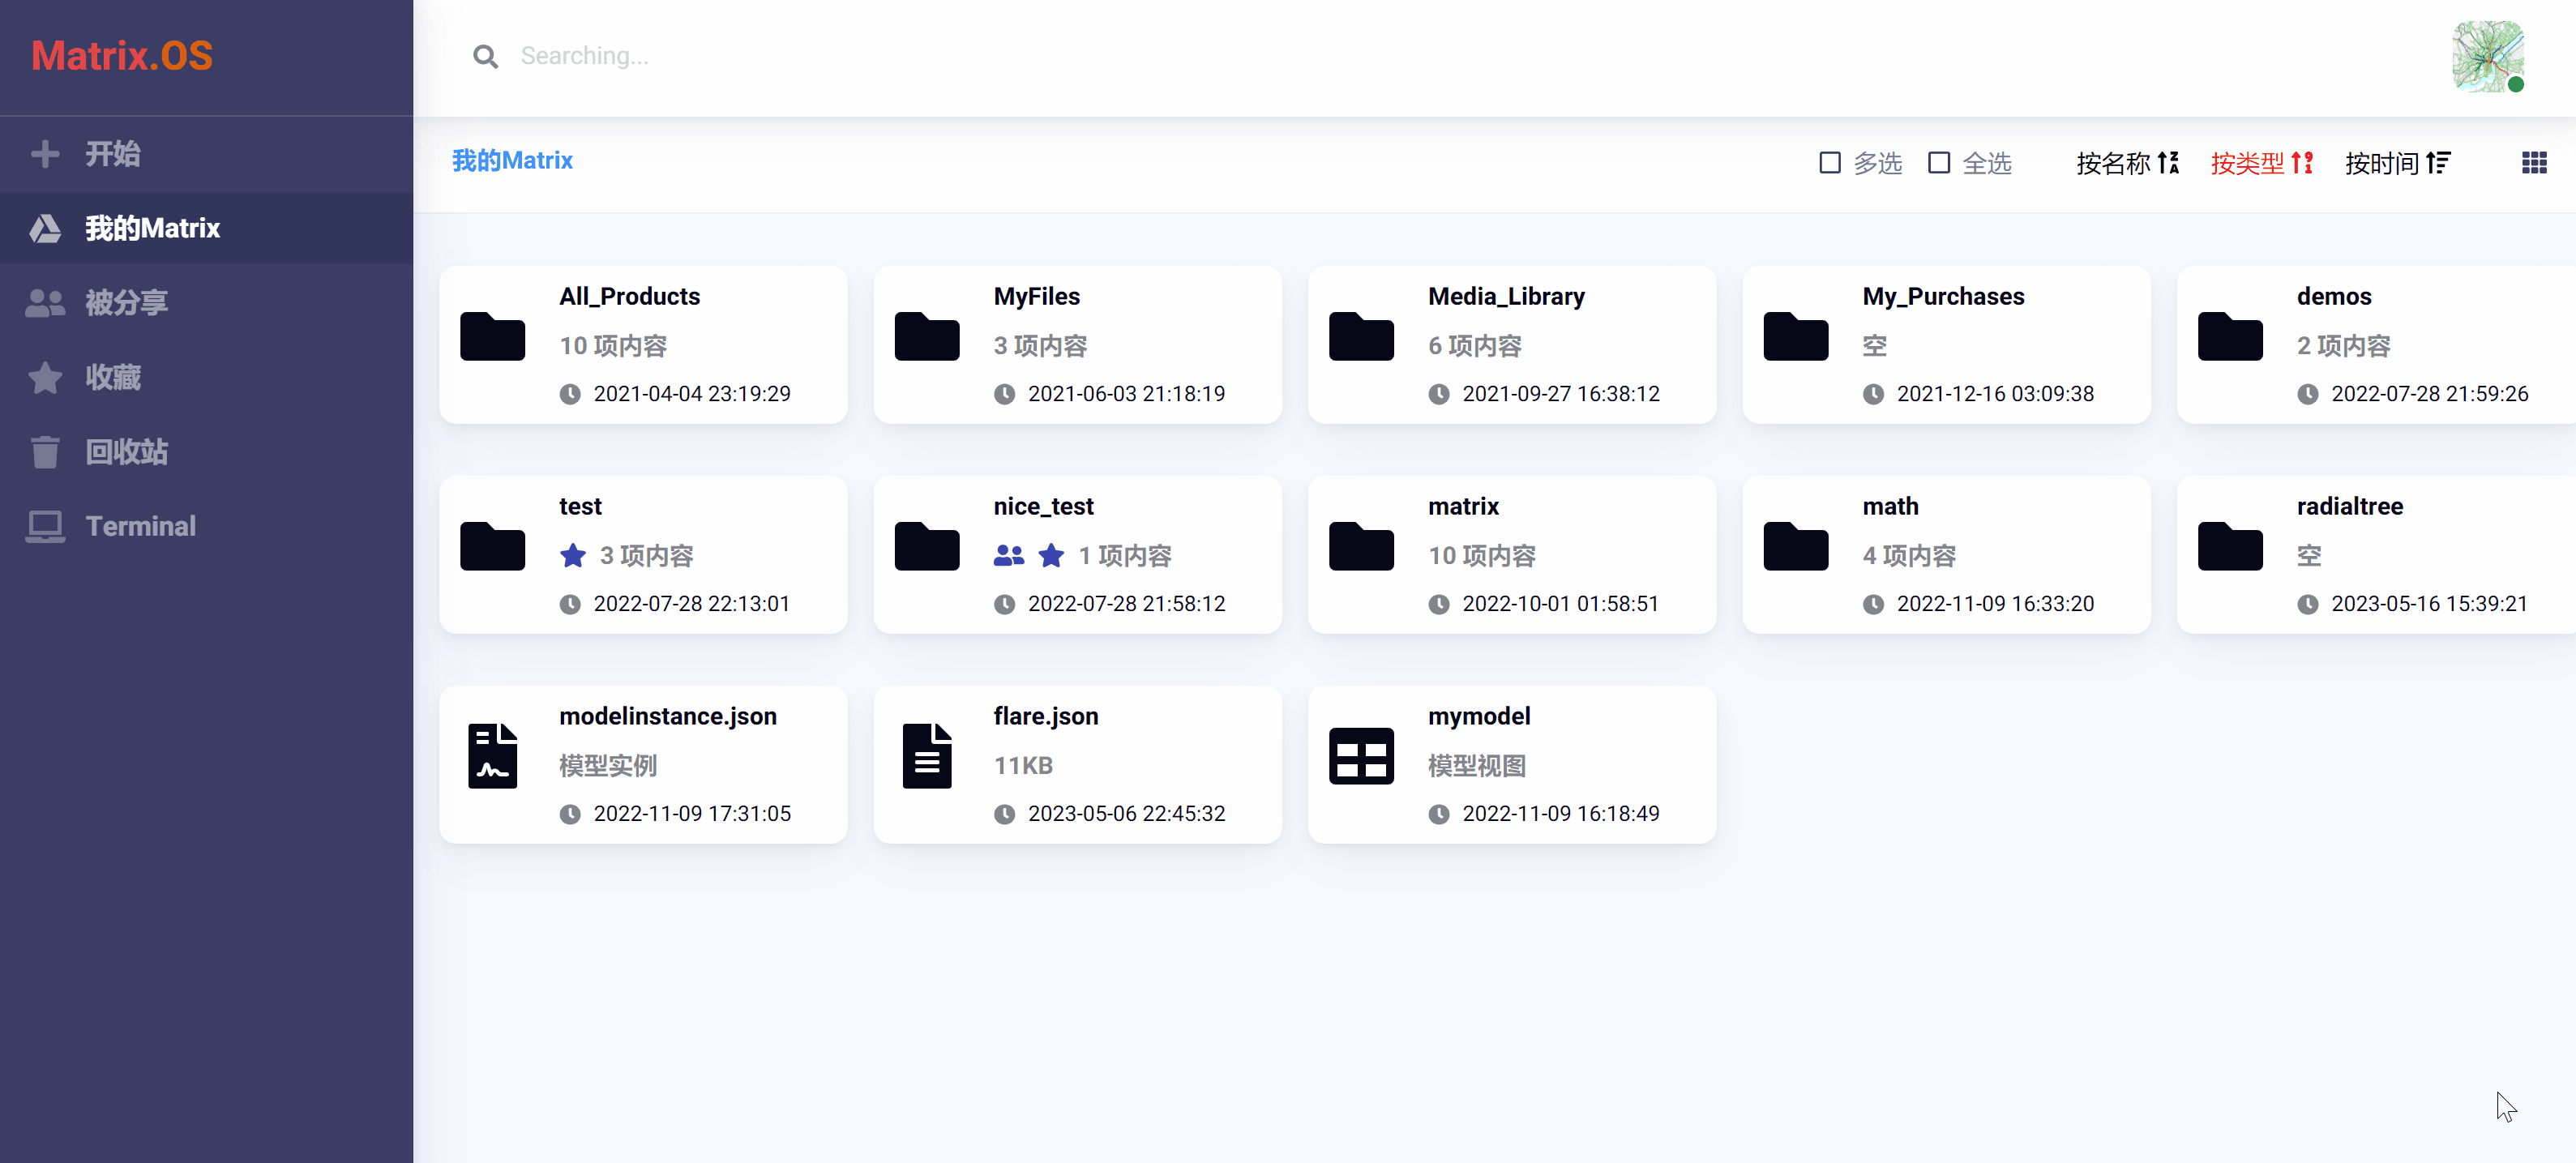 Matrix.OS
Searching...
开始
我的Matrix
被分享
收藏
回收站
Terminal
我的Matrix
多选 全选 按名称 按类型 按时间
All_Products
10 项内容
2021-04-04 23:19:29
MyFiles
3 项内容
2021-06-03 21:18:19
Media_Library
6 项内容
2021-09-27 16:38:12
My_Purchases
空
2021-12-16 03:09:38
demos
2 项内容
2022-07-28 21:59:26
test
3 项内容
2022-07-28 22:13:01
nice_test
1 项内容
2022-07-28 21:58:12
matrix
10 项内容
2022-10-01 01:58:51
math
4 项内容
2022-11-09 16:33:20
radialtree
空
2023-05-16 15:39:21
modelinstance.json
模型实例
2022-11-09 17:31:05
flare.json
11KB
2023-05-06 22:45:32
mymodel
模型视图
2022-11-09 16:18:49